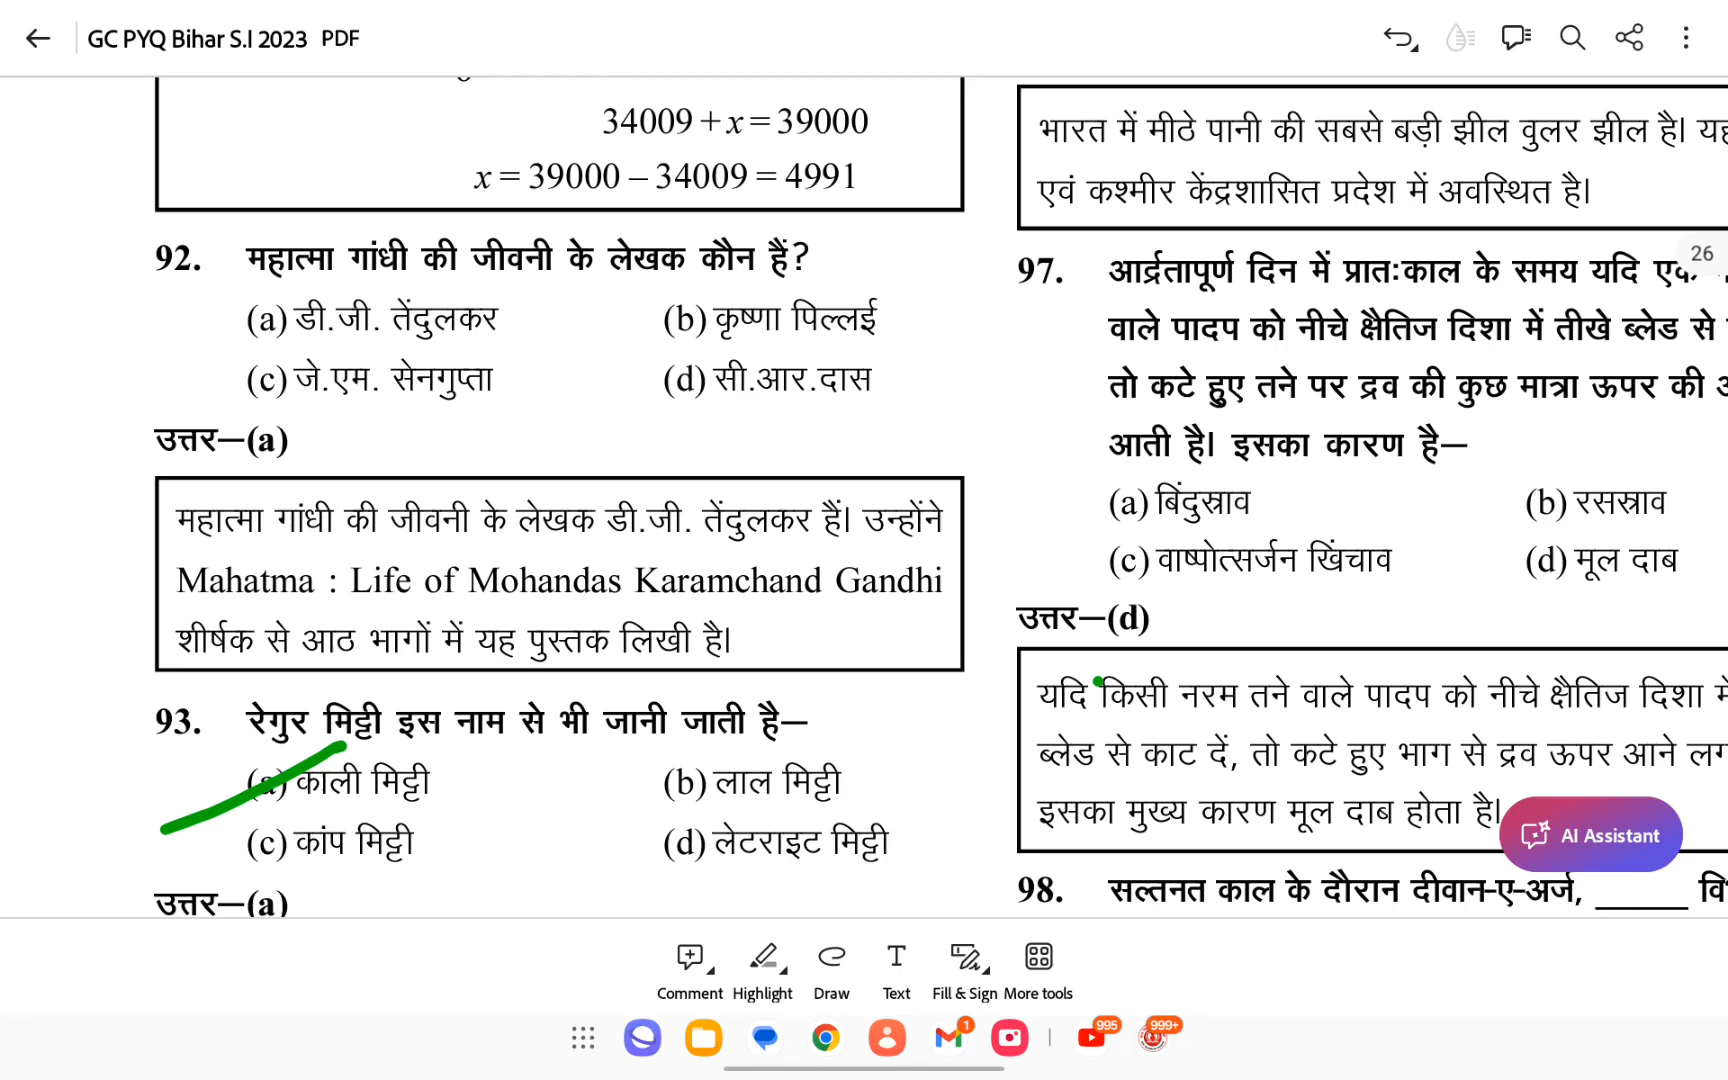 GC PYQ Bihar S.I 2023 PDF
34009 + x = 39000
x = 39000 – 34009 = 4991
92. महात्मा गांधी की जीवनी के लेखक कौन हैं?
(a) डी.जी. तेंदुलकर (b) कृष्णा पिल्लई
(c) जे.एम. सेनगुप्ता (d) सी.आर.दास
उत्तर—(a)
महात्मा गांधी की जीवनी के लेखक डी.जी. तेंदुलकर हैं। उन्होंने
Mahatma : Life of Mohandas Karamchand Gandhi
शीर्षक से आठ भागों में यह पुस्तक लिखी है।
93. रेगुर मिट्टी इस नाम से भी जानी जाती है—
(a) काली मिट्टी (b) लाल मिट्टी
(c) कांप मिट्टी (d) लेटराइट मिट्टी
उत्तर—(a)
भारत में मीठे पानी की सबसे बड़ी झील वुलर झील है। यह
एवं कश्मीर केंद्रशासित प्रदेश में अवस्थित है।
26
97. आर्द्रतापूर्ण दिन में प्रातःकाल के समय यदि एक
वाले पादप को नीचे क्षैतिज दिशा में तीखे ब्लेड से
तो कटे हुए तने पर द्रव की कुछ मात्रा ऊपर की
आती है। इसका कारण है—
(a) बिंदुस्राव (b) रसस्राव
(c) वाष्पोत्सर्जन खिंचाव (d) मूल दाब
उत्तर—(d)
यदि किसी नरम तने वाले पादप को नीचे क्षैतिज दिशा में
ब्लेड से काट दें, तो कटे हुए भाग से द्रव ऊपर आने
इसका मुख्य कारण मूल दाब होता है।
AI Assistant
98. सल्तनत काल के दौरान दीवान-ए-अर्ज, ______
Comment Highlight Draw Text Fill & Sign More tools
1 995 999+